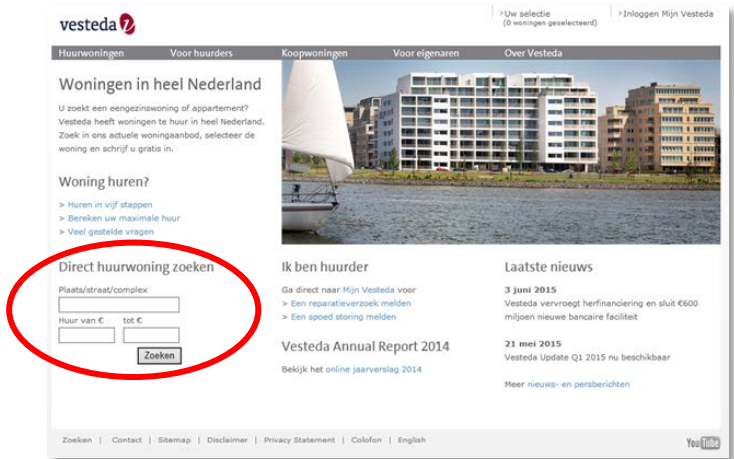 vesteda
>Uw selectie
(0 woningen geselecteerd)
>Inloggen Mijn Vesteda
Huurwoningen Voor huurders Koopwoningen Voor eigenaren Over Vesteda
Woningen in heel Nederland
U zoekt een eengezinswoning of appartement?
Vesteda heeft woningen te huur in heel Nederland.
Zoek in ons actuele woningaanbod, selecteer de
woning en schrijf u gratis in.
Woning huren?
> Huren in vijf stappen
> Bereken uw maximale huur
> Veel gestelde vragen
Direct huurwoning zoeken
Plaats/straat/complex
Huur van € tot €
Zoeken
Ik ben huurder
Ga direct naar Mijn Vesteda voor
> Een reparatieverzoek melden
> Een spoed storing melden
Vesteda Annual Report 2014
Bekijk het online jaarverslag 2014
Laatste nieuws
3 juni 2015
Vesteda vervroegt herfinanciering en sluit €600
miljoen nieuwe bancaire faciliteit
21 mei 2015
Vesteda Update Q1 2015 nu beschikbaar
Meer nieuws- en persberichten
Zoeken | Contact | Sitemap | Disclaimer | Privacy Statement | Colofon | English
YouTube